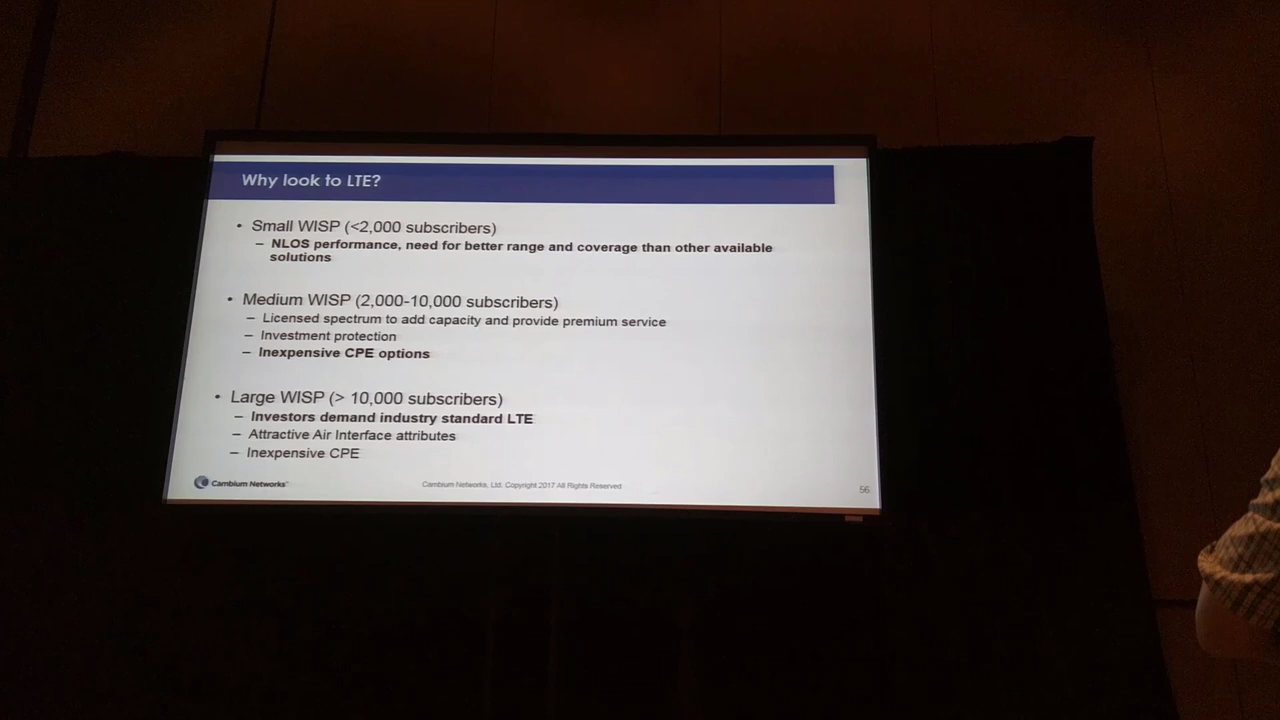 Why look to LTE?
• Small WISP (<2,000 subscribers)
– NLOS performance, need for better range and coverage than other available
solutions
• Medium WISP (2,000-10,000 subscribers)
– Licensed spectrum to add capacity and provide premium service
– Investment protection
– Inexpensive CPE options
• Large WISP (> 10,000 subscribers)
– Investors demand industry standard LTE
– Attractive Air Interface attributes
– Inexpensive CPE
Cambium Networks™
Cambium Networks, Ltd. Copyright 2017 All Rights Reserved
56